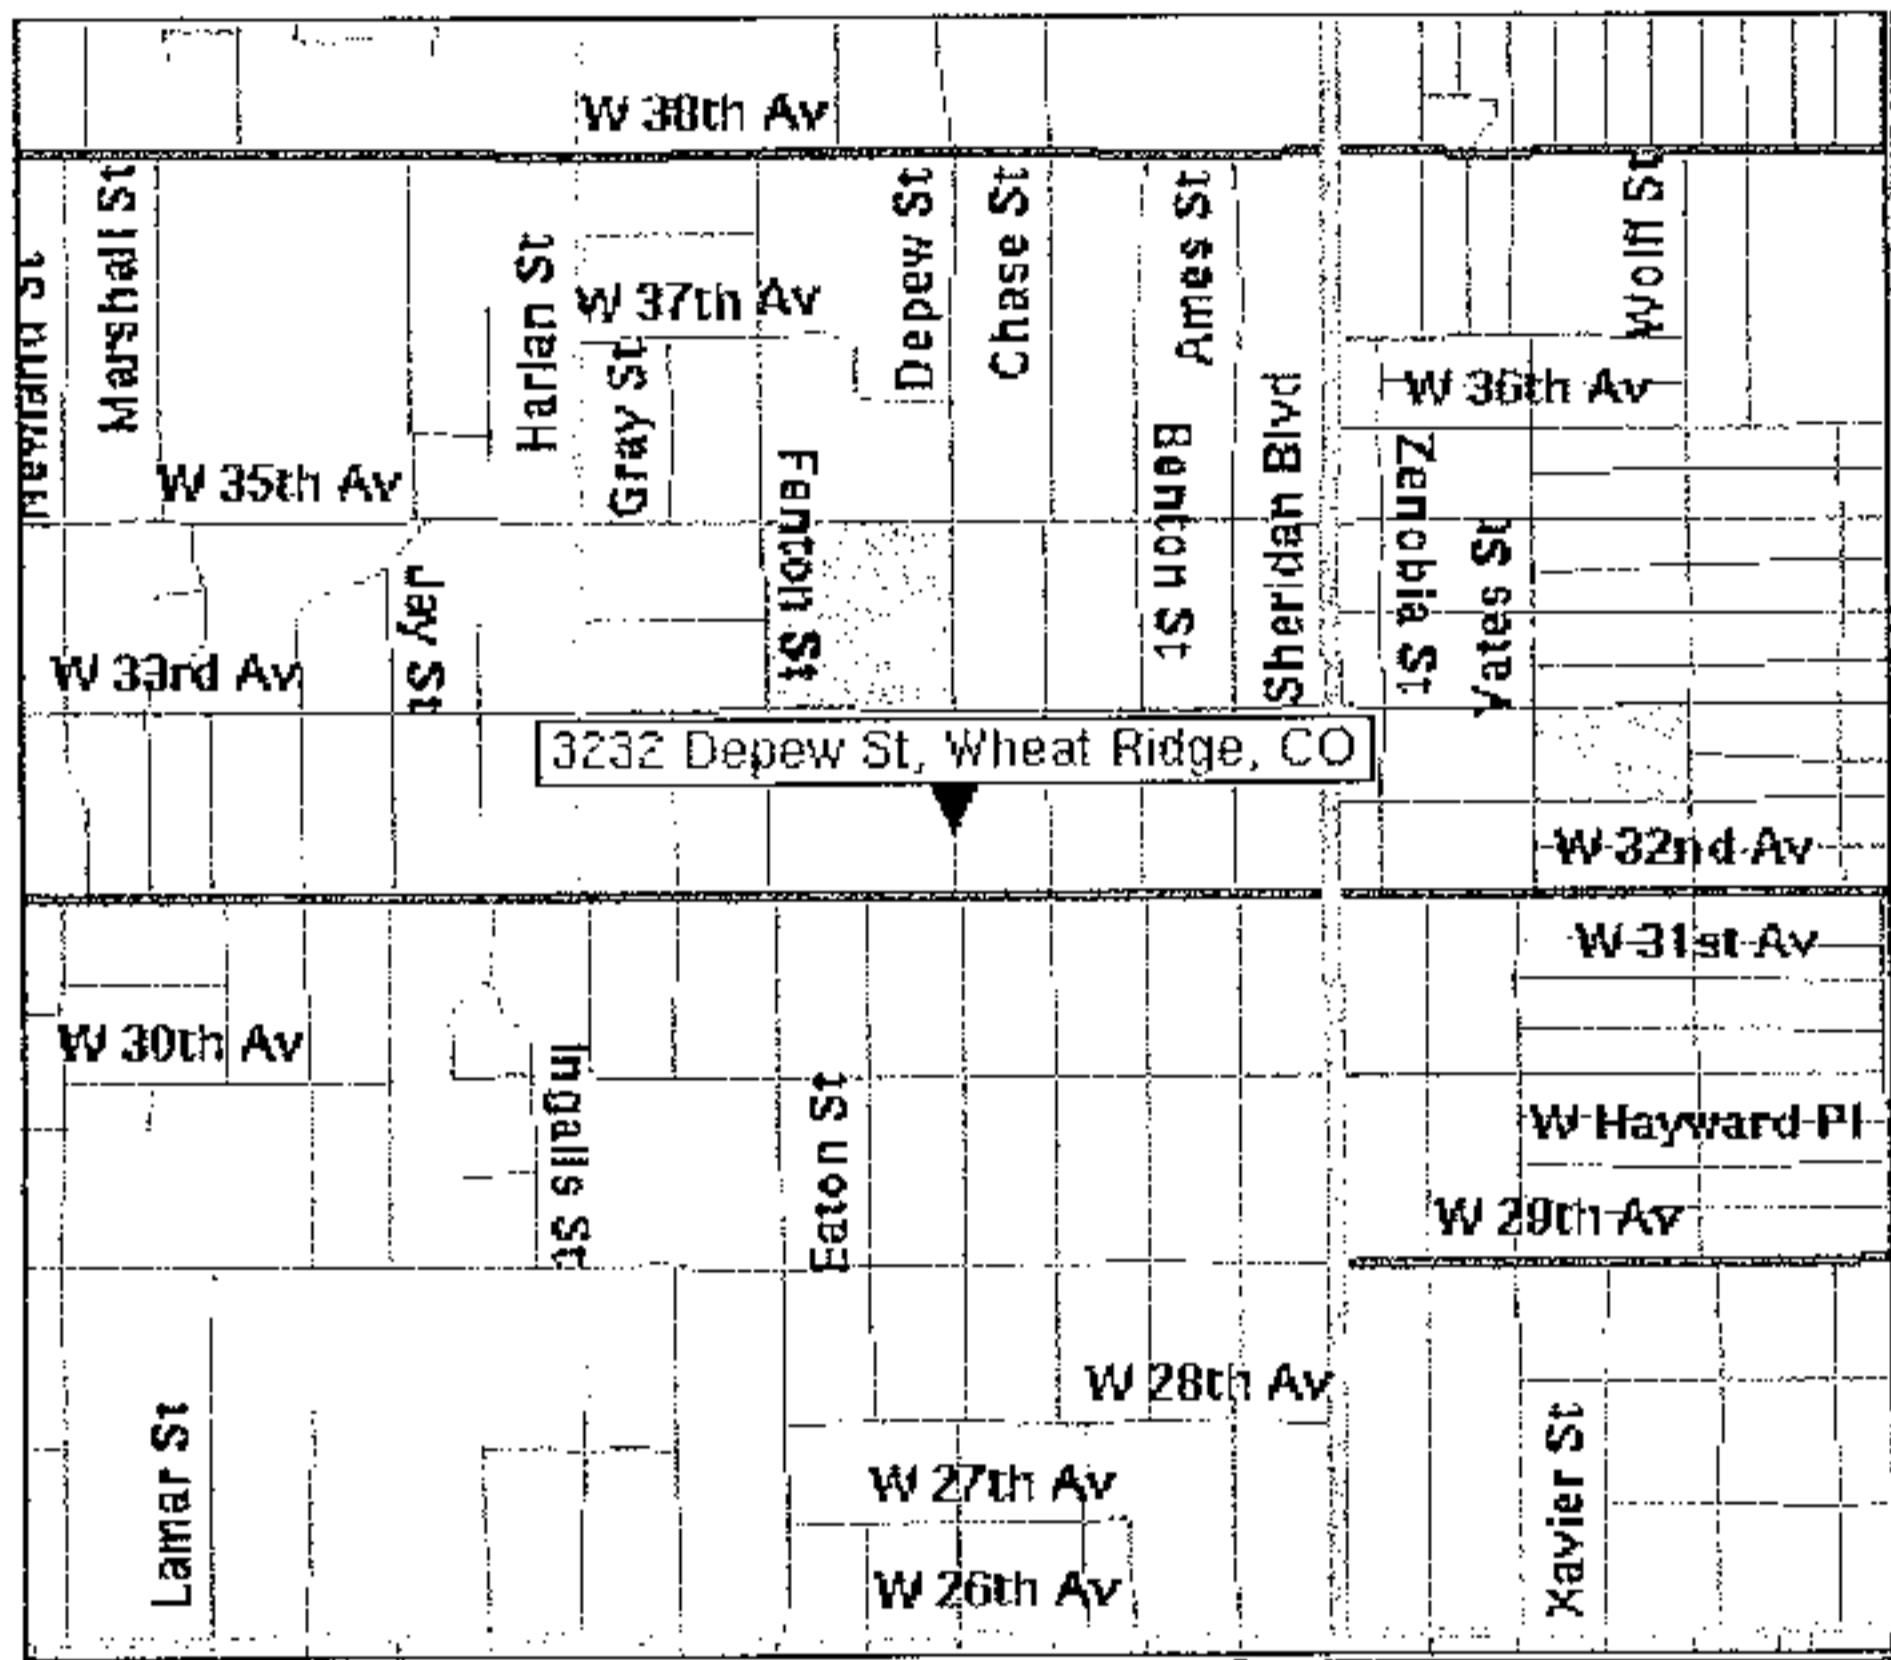 W 38th Av
Marshall St
Harlan St
W 37th Av
Gray St
Depew St
Chase St
Ames St
Wolff St
W 36th Av
W 35th Av
Fenton St
Benton St
Sheridan Blvd
Zenobia St
Yates St
Jay St
W 33rd Av
3232 Depew St, Wheat Ridge, CO
W 32nd Av
W 31st Av
W 30th Av
Ingalls St
Eaton St
W Hayward Pl
W 29th Av
W 28th Av
Lamar St
W 27th Av
Xavier St
W 26th Av